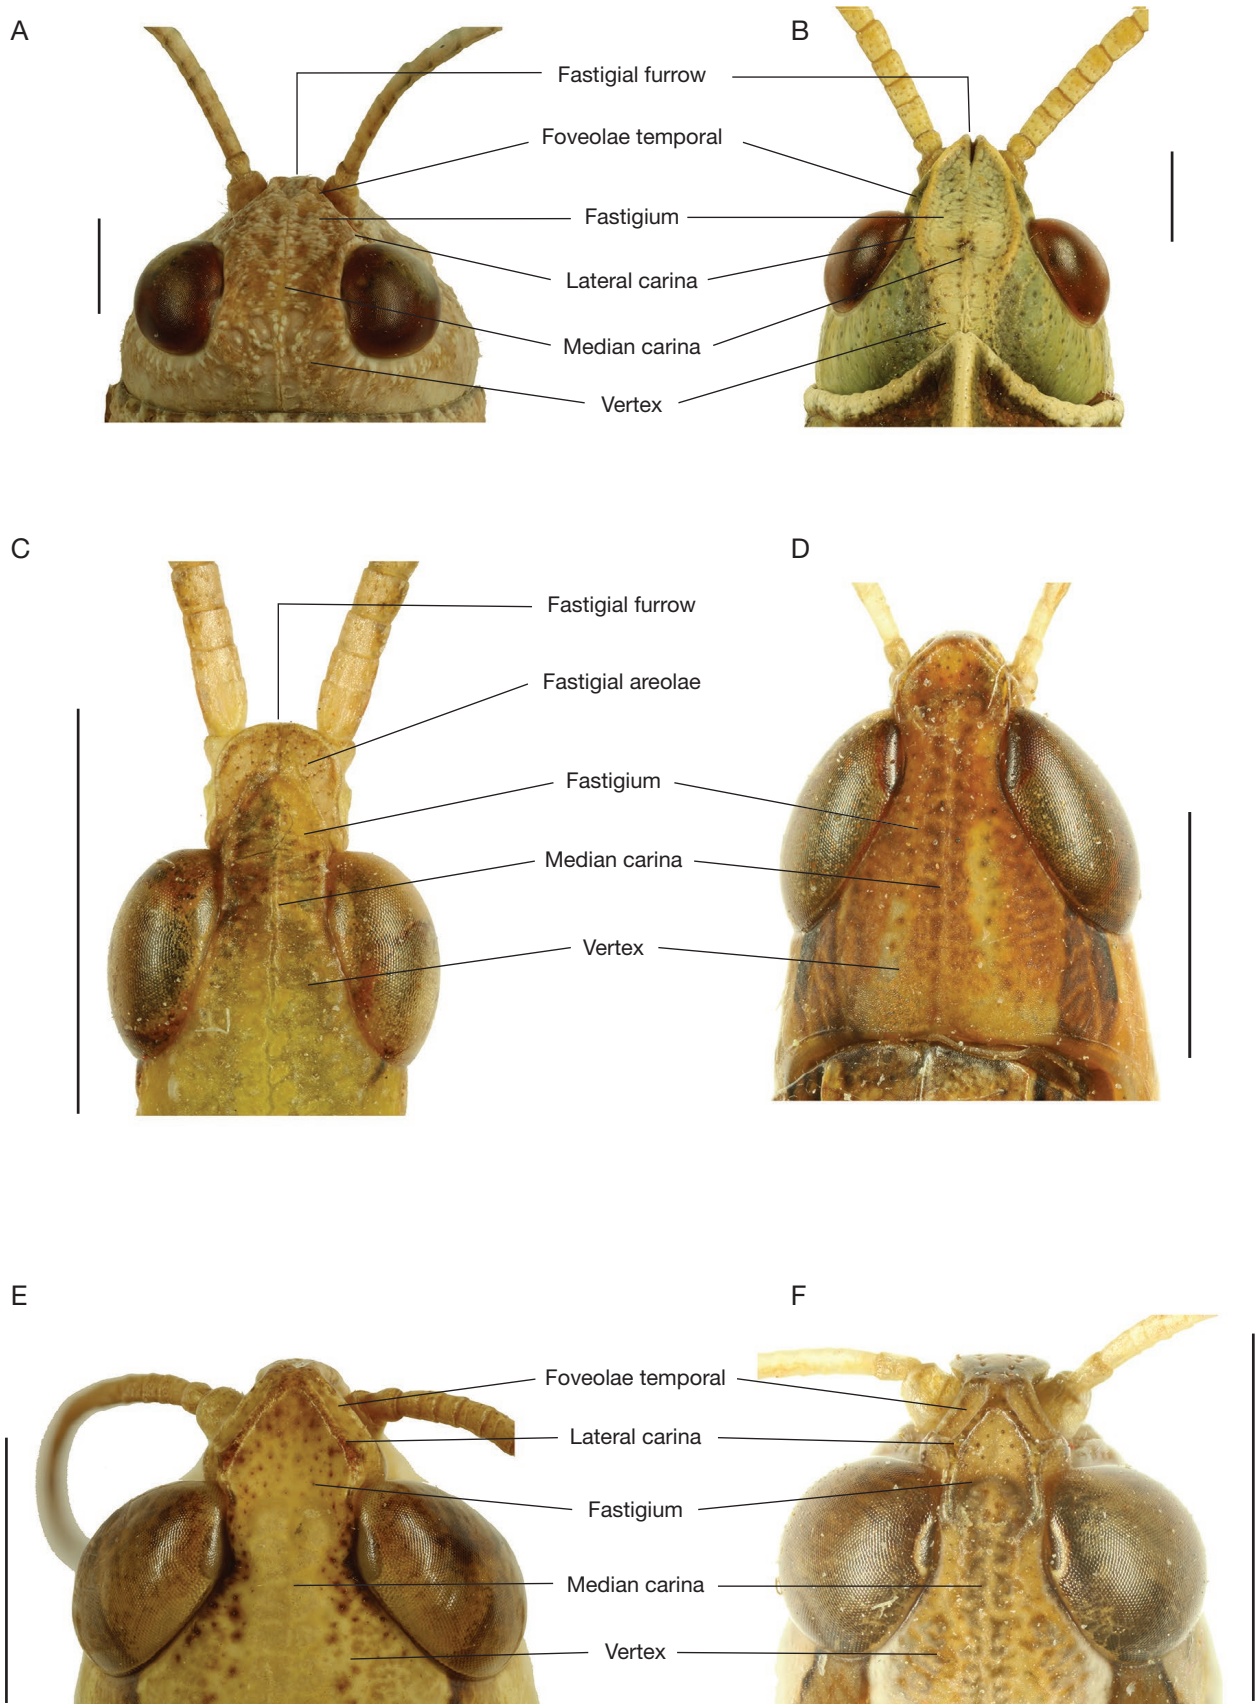 A
B
Fastigial furrow
Foveolae temporal
Fastigium
Lateral carina
Median carina
Vertex
C
D
Fastigial furrow
Fastigial areolae
Fastigium
Median carina
Vertex
E
F
Foveolae temporal
Lateral carina
Fastigium
Median carina
Vertex